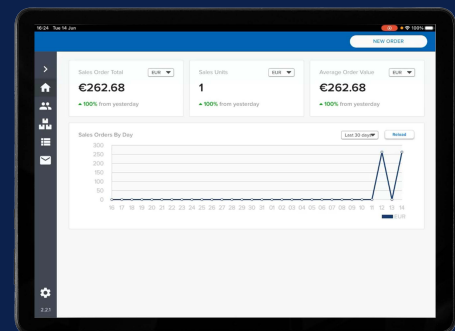 16:24 Tue 14 Jun
100%
NEW ORDER
Sales Order Total
EUR
€262.68
100% from yesterday
Sales Units
EUR
1
100% from yesterday
Average Order Value
EUR
€262.68
100% from yesterday
Sales Orders By Day
Last 30 days
Reload
300
250
200
150
100
50
0
16 17 18 19 20 21 22 23 24 25 26 27 28 29 30 31 01 02 03 04 05 06 07 08 09 10 11 12 13 14
EUR
2.2.1